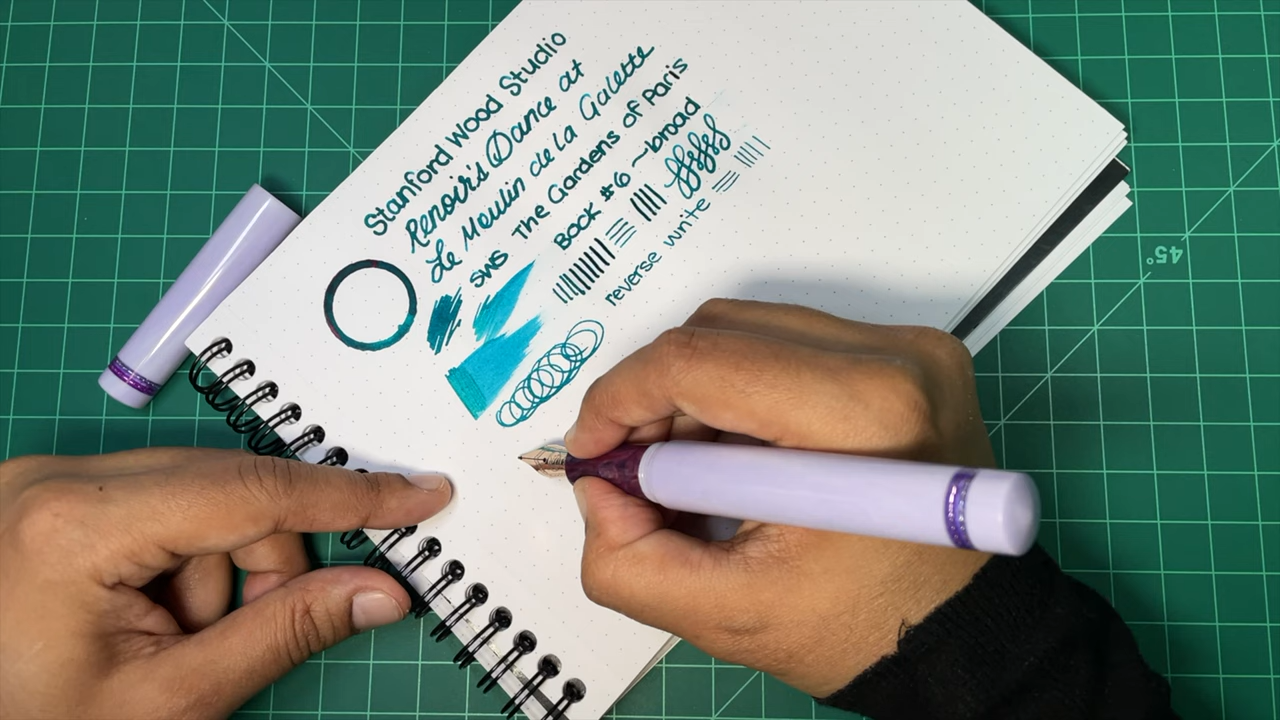 Stanford Wood Studio
Renoir's Dance at
Le Moulin de la Galette
SWS The Gardens of Paris
BOCK #6 ~broad
reverse write
45°